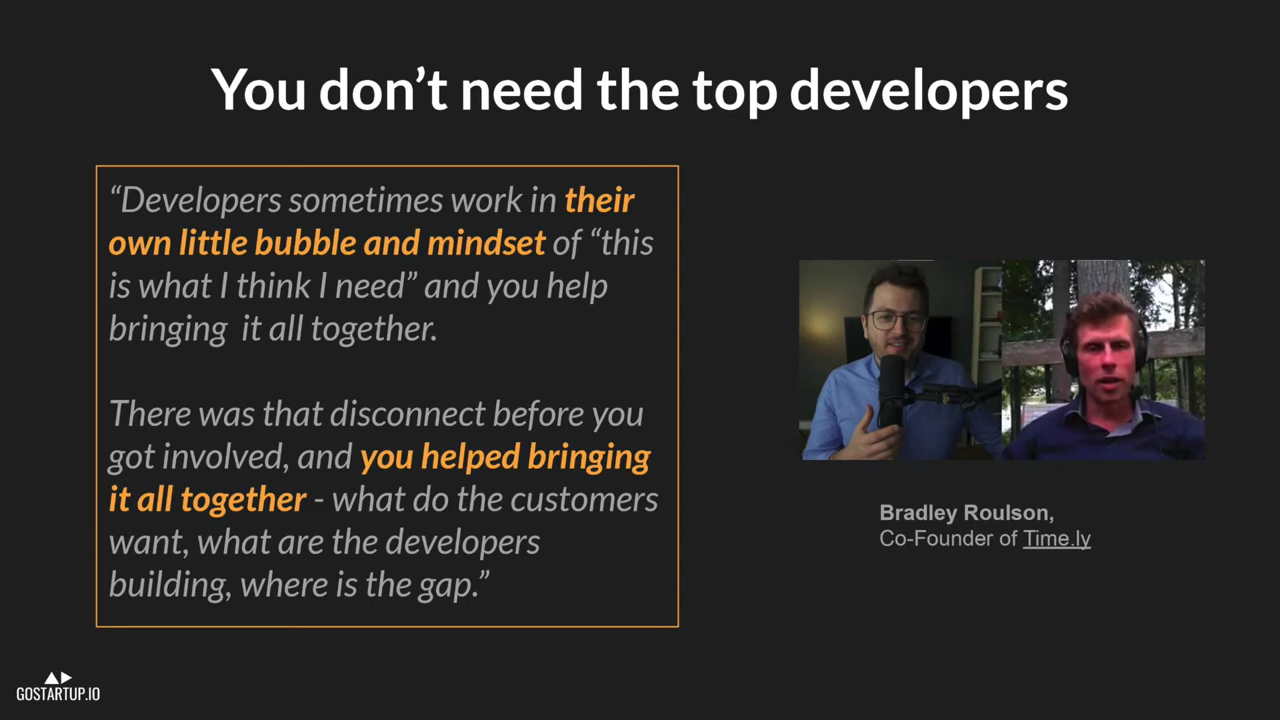 You don’t need the top developers
“Developers sometimes work in their
own little bubble and mindset of “this
is what I think I need” and you help
bringing  it all together.
There was that disconnect before you
got involved, and you helped bringing
it all together - what do the customers
want, what are the developers
building, where is the gap.”
Bradley Roulson,
Co-Founder of Time.ly
GOSTARTUP.IO